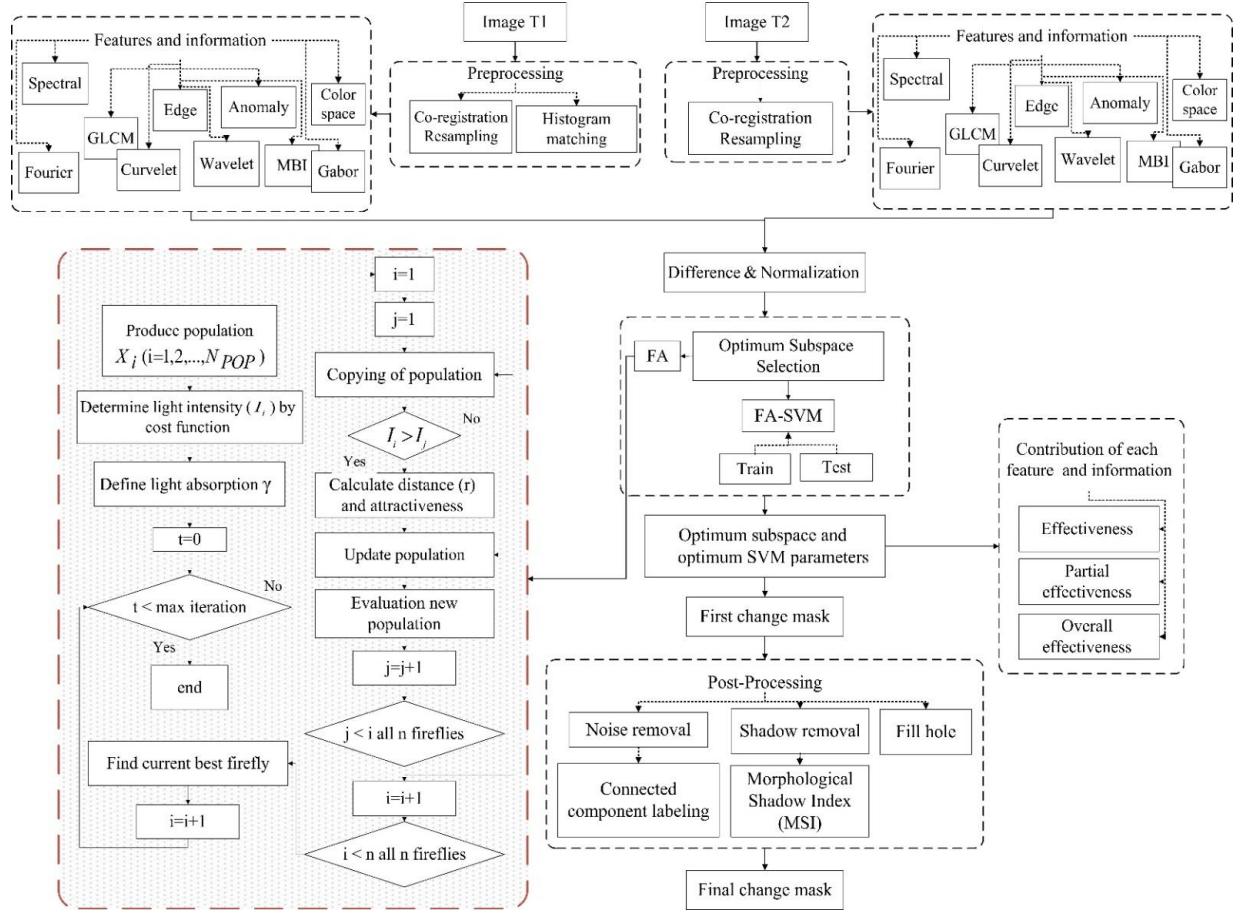 Image T1
Image T2
Features and information
Spectral
Edge
Anomaly
Color
space
GLCM
Fourier
Curvelet
Wavelet
MBI
Gabor
Preprocessing
Co-registration
Resampling
Histogram
matching
Preprocessing
Co-registration
Resampling
Features and information
Spectral
Edge
Anomaly
Color
space
GLCM
Fourier
Curvelet
Wavelet
MBI
Gabor
Produce population
X_i (i=1,2,...,N_POP)
Determine light intensity (I_i) by
cost function
Define light absorption γ
t=0
No
t < max iteration
Yes
end
Find current best firefly
i=i+1
i=1
j=1
Copying of population
No
I_i > I_j
Yes
Calculate distance (r)
and attractiveness
Update population
Evaluation new
population
j=j+1
j < i all n fireflies
i=i+1
i < n all n fireflies
Difference & Normalization
FA
Optimum Subspace
Selection
FA-SVM
Train
Test
Optimum subspace and
optimum SVM parameters
First change mask
Contribution of each
feature and information
Effectiveness
Partial
effectiveness
Overall
effectiveness
Post-Processing
Noise removal
Shadow removal
Fill hole
Connected
component labeling
Morphological
Shadow Index
(MSI)
Final change mask